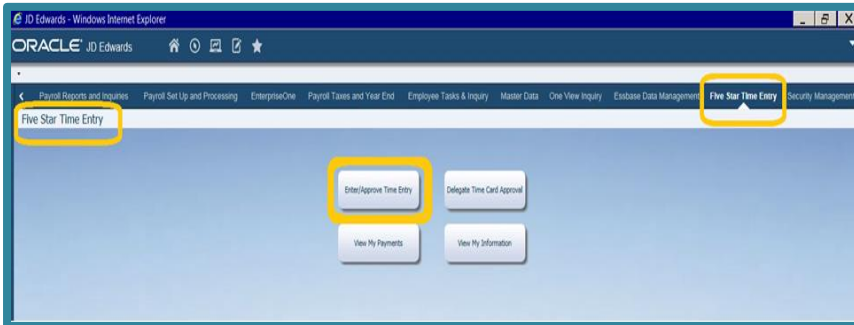 JD Edwards - Windows Internet Explorer
ORACLE JD Edwards
Payroll Reports and Inquiries Payroll Set Up and Processing EnterpriseOne Payroll Taxes and Year End Employee Tasks & Inquiry Master Data One View Inquiry Essbase Data Management Five Star Time Entry Security Management
Five Star Time Entry
Enter/Approve Time Entry Delegate Time Card Approval
View My Payments View My Information